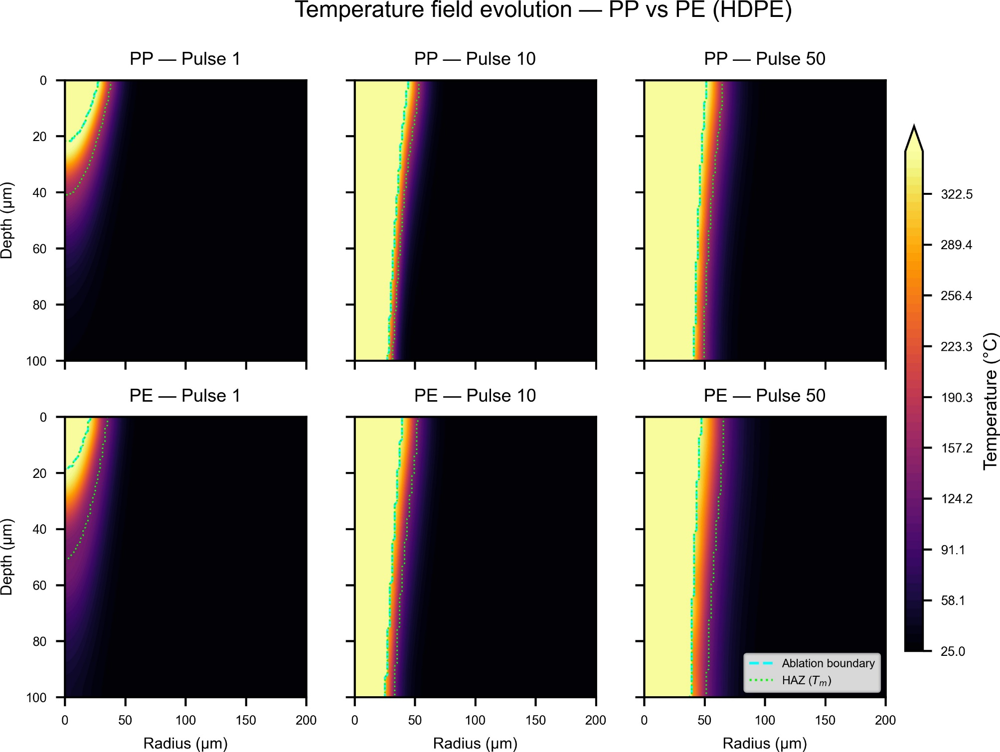 Temperature field evolution — PP vs PE (HDPE)
PP — Pulse 1
PP — Pulse 10
PP — Pulse 50
Depth (µm)
0
20
40
60
80
100
PE — Pulse 1
PE — Pulse 10
PE — Pulse 50
Depth (µm)
0
20
40
60
80
100
0 50 100 150 200
0 50 100 150 200
0 50 100 150 200
Radius (µm)
Radius (µm)
Radius (µm)
Ablation boundary
HAZ (Tm)
322.5
289.4
256.4
223.3
190.3
157.2
124.2
91.1
58.1
25.0
Temperature (°C)